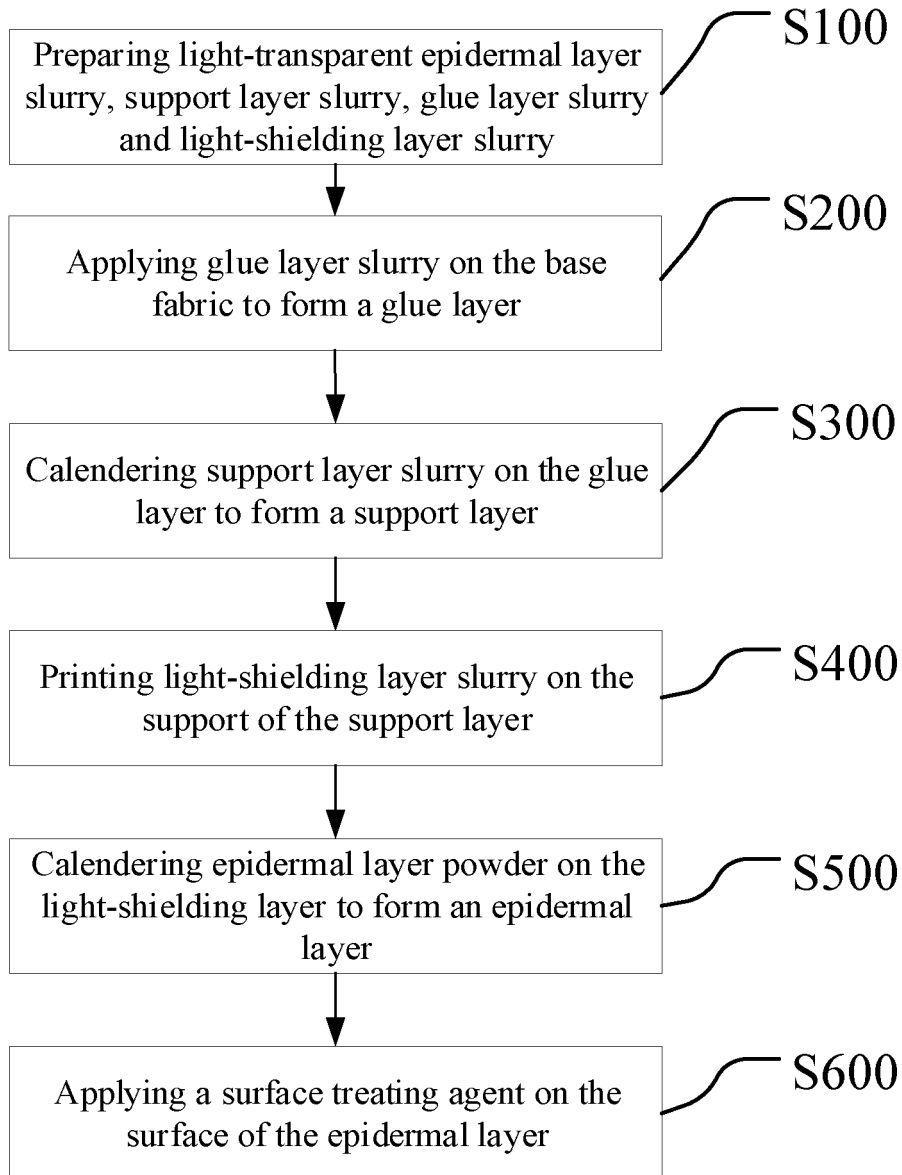 S100
Preparing light-transparent epidermal layer
slurry, support layer slurry, glue layer slurry
and light-shielding layer slurry
S200
Applying glue layer slurry on the base
fabric to form a glue layer
S300
Calendering support layer slurry on the glue
layer to form a support layer
S400
Printing light-shielding layer slurry on the
support of the support layer
S500
Calendering epidermal layer powder on the
light-shielding layer to form an epidermal
layer
S600
Applying a surface treating agent on the
surface of the epidermal layer